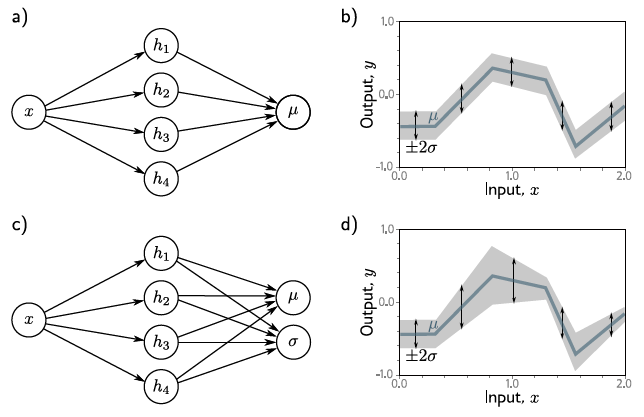 a)
x
h₁
h₂
h₃
h₄
μ
b)
Output, y
1.0
0.0
-1.0
μ
±2σ
0.0
1.0
2.0
Input, x
c)
x
h₁
h₂
h₃
h₄
μ
σ
d)
Output, y
1.0
0.0
-1.0
μ
±2σ
0.0
1.0
2.0
Input, x